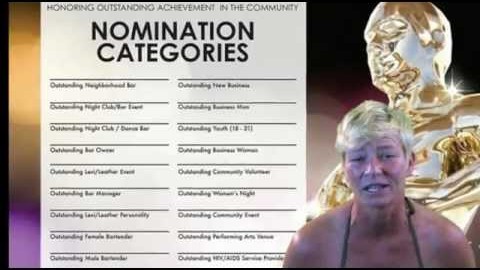 HONORING OUTSTANDING ACHIEVEMENT IN THE COMMUNITY
NOMINATION
CATEGORIES
Outstanding Neighborhood Bar
Outstanding Night Club/Bar Event
Outstanding Night Club / Dance Bar
Outstanding Bar Owner
Outstanding Levi/Leather Event
Outstanding Bar Manager
Outstanding Levi/Leather Personality
Outstanding Female Bartender
Outstanding Male Bartender
Outstanding New Business
Outstanding Business Man
Outstanding Youth (18 - 21)
Outstanding Business Woman
Outstanding Community Volunteer
Outstanding Women's Night
Outstanding Community Event
Outstanding Performing Arts Venue
Outstanding HIV/AIDS Service Provider